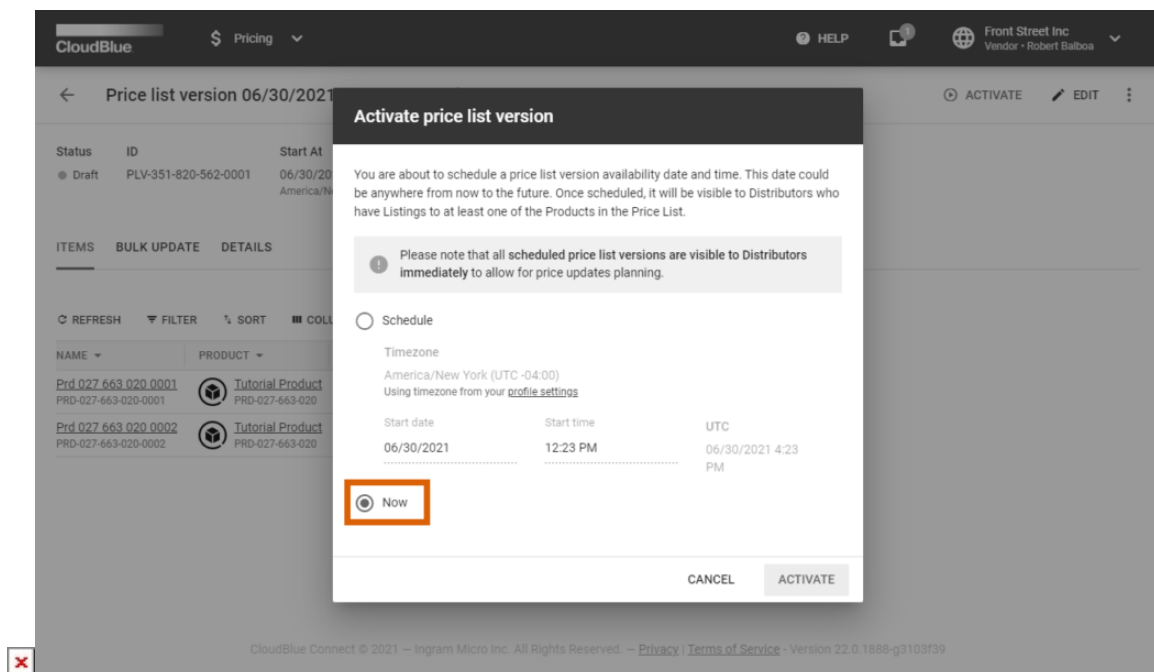 CloudBlue
$ Pricing
HELP
1
Front Street Inc
Vendor • Robert Balboa
Price list version 06/30/2021
ACTIVATE
EDIT
Activate price list version
Status ID Start At
Draft PLV-351-820-562-0001 06/30/20
America/N
You are about to schedule a price list version availability date and time. This date could
be anywhere from now to the future. Once scheduled, it will be visible to Distributors who
have Listings to at least one of the Products in the Price List.
ITEMS BULK UPDATE DETAILS
Please note that all scheduled price list versions are visible to Distributors
immediately to allow for price updates planning.
REFRESH FILTER SORT COLU
Schedule
NAME PRODUCT
Timezone
America/New York (UTC -04:00)
Using timezone from your profile settings
Prd 027 663 020 0001 Tutorial Product
PRD-027-663-020-0001 PRD-027-663-020
Prd 027 663 020 0002 Tutorial Product
PRD-027-663-020-0002 PRD-027-663-020
Start date Start time UTC
06/30/2021 12:23 PM 06/30/2021 4:23
PM
Now
CANCEL ACTIVATE
CloudBlue Connect © 2021 — Ingram Micro Inc. All Rights Reserved. — Privacy | Terms of Service - Version 22.0.1888-g3103f39